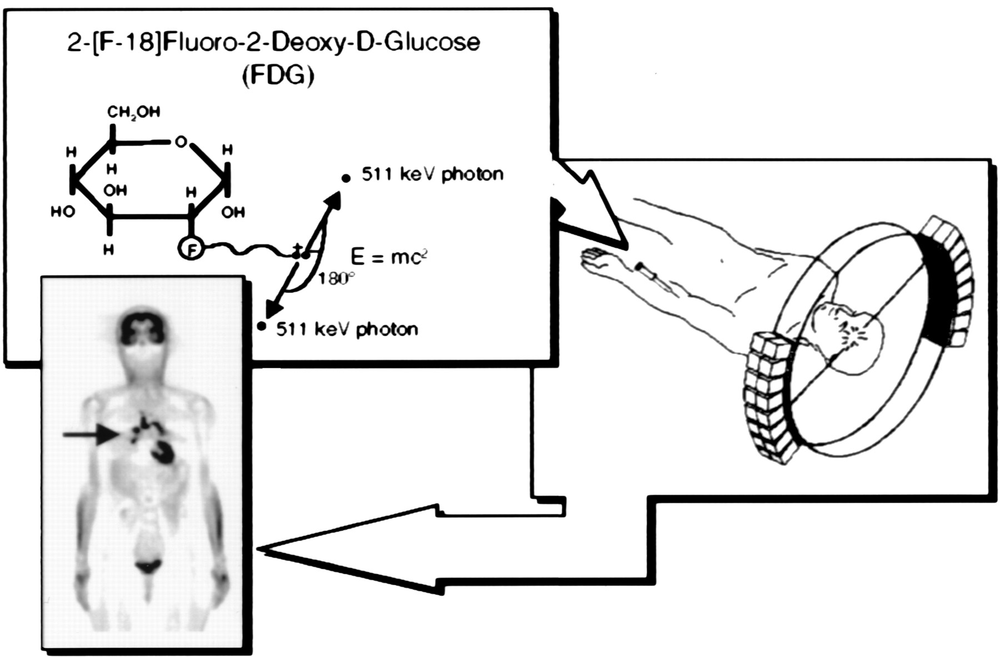 2-[F-18]Fluoro-2-Deoxy-D-Glucose
(FDG)
CH₂OH
O
H
H
H
OH
H
HO
OH
H
F
511 keV photon
+
E = mc²
180°
511 keV photon